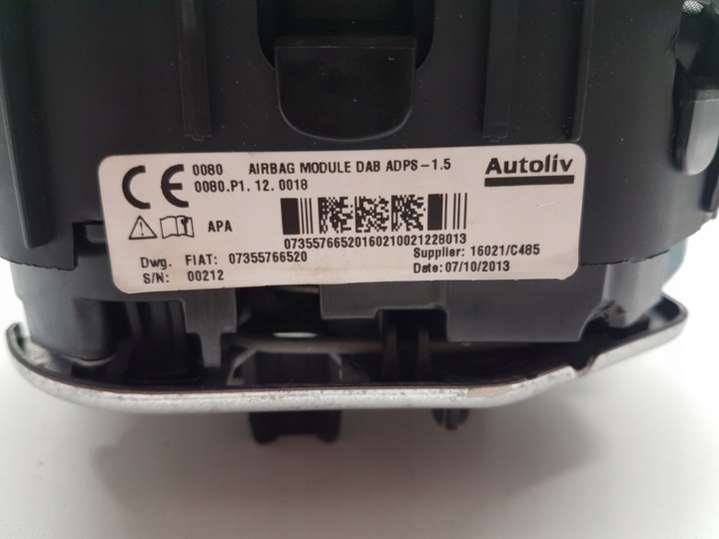 CE 0080 AIRBAG MODULE DAB ADPS-1.5
0080.P1.12.0018
Autoliv
APA
07355766520160210021228013
Dwg. FIAT: 07355766520
Supplier: 16021/C485
S/N: 00212
Date: 07/10/2013